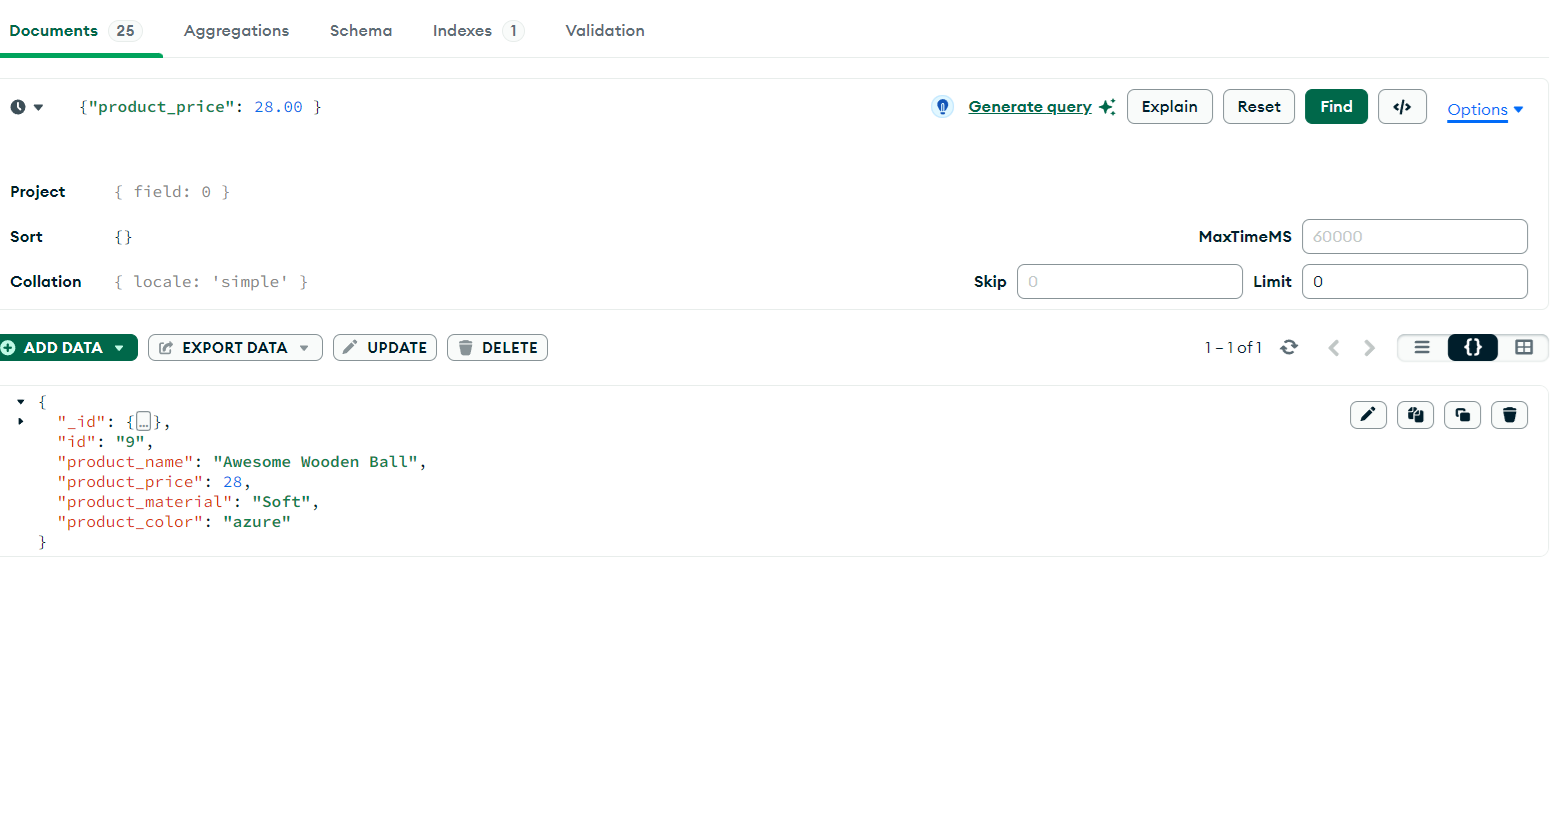 Documents 25 Aggregations Schema Indexes 1 Validation
{"product_price": 28.00 } Generate query Explain Reset Find </> Options
Project { field: 0 }
Sort {} MaxTimeMS 60000
Collation { locale: 'simple' } Skip 0 Limit 0
ADD DATA EXPORT DATA UPDATE DELETE 1 – 1 of 1 {}
{
"_id": {...},
"id": "9",
"product_name": "Awesome Wooden Ball",
"product_price": 28,
"product_material": "Soft",
"product_color": "azure"
}